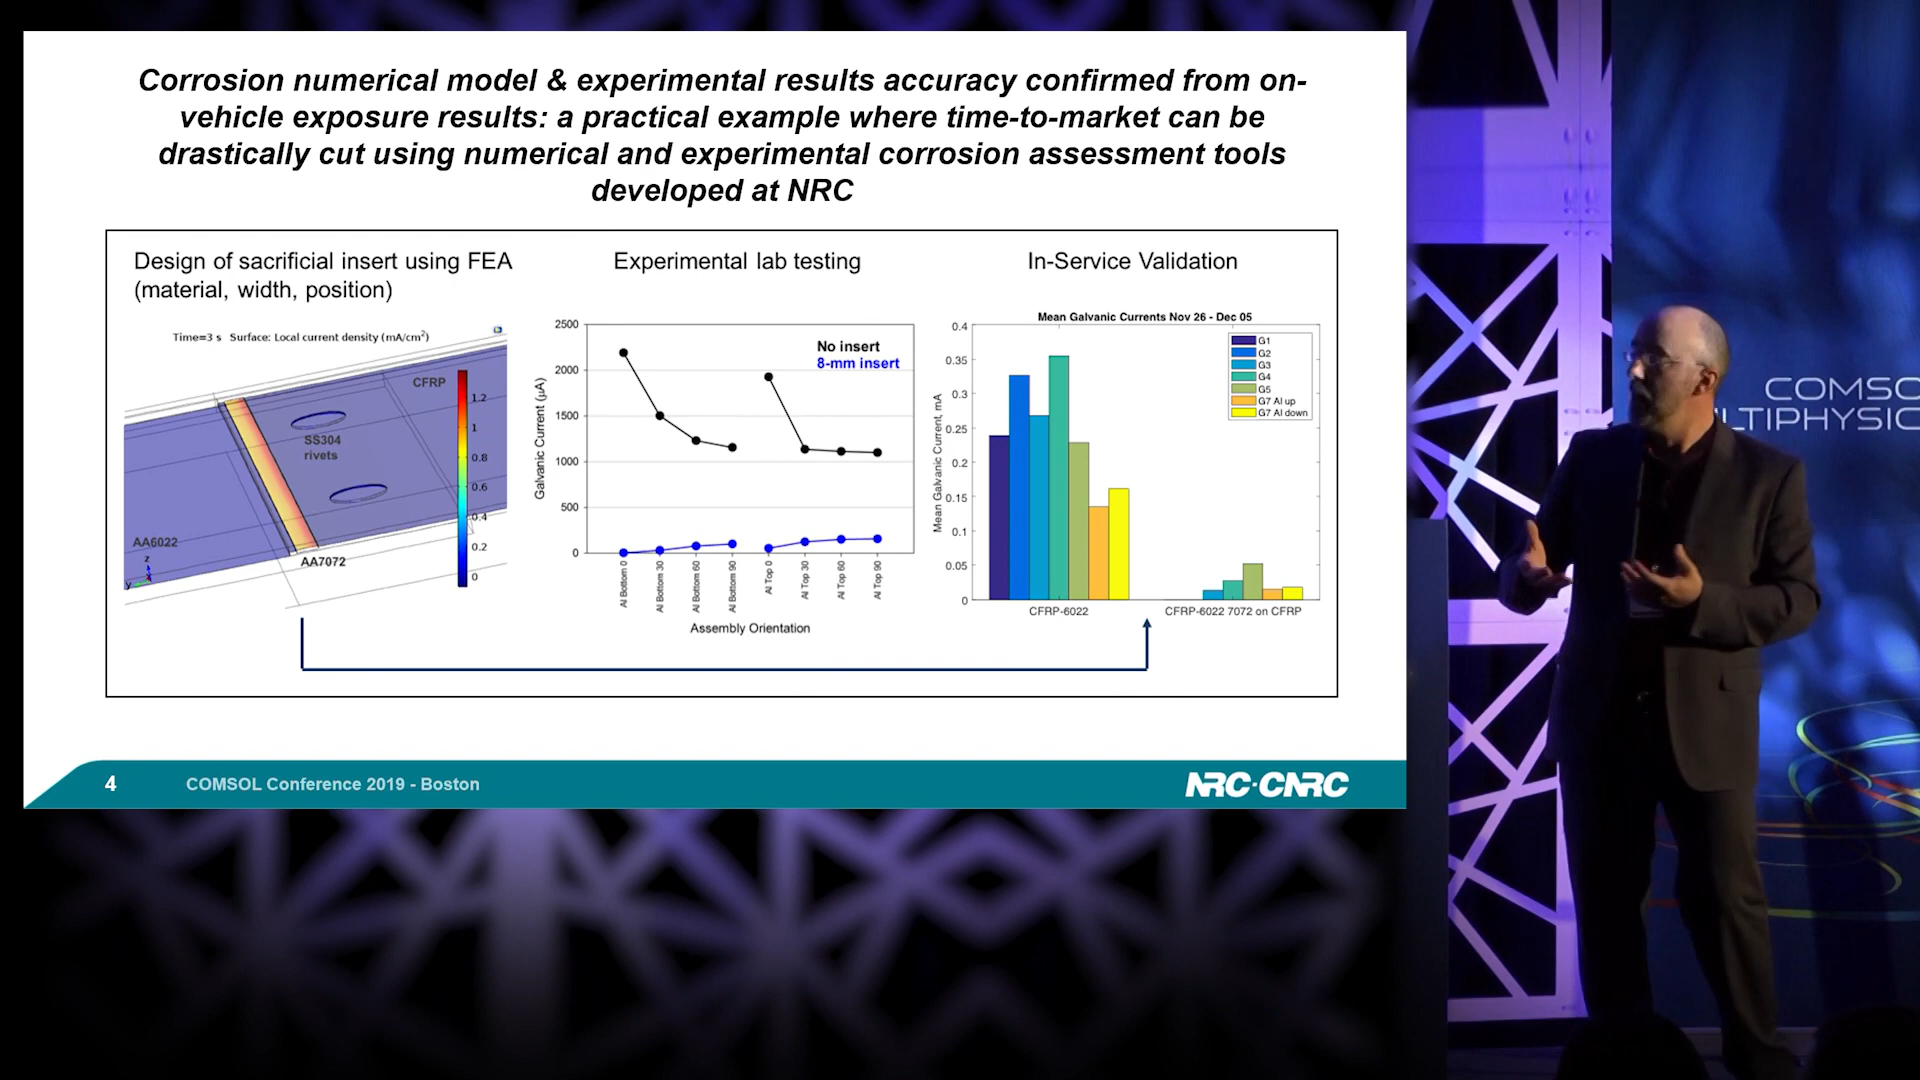 Corrosion numerical model & experimental results accuracy confirmed from on-
vehicle exposure results: a practical example where time-to-market can be
drastically cut using numerical and experimental corrosion assessment tools
developed at NRC
Design of sacrificial insert using FEA
(material, width, position)
Time=3 s Surface: Local current density (mA/cm²)
CFRP
SS304
rivets
AA6022
AA7072
z
y
x
1.2
1
0.8
0.6
0.4
0.2
0
Experimental lab testing
No insert
8-mm insert
Galvanic Current (µA)
2500
2000
1500
1000
500
0
Al Bottom 0
Al Bottom 30
Al Bottom 60
Al Bottom 90
Al Top 0
Al Top 30
Al Top 60
Al Top 90
Assembly Orientation
In-Service Validation
Mean Galvanic Currents Nov 26 - Dec 05
Mean Galvanic Current, mA
0.4
0.35
0.3
0.25
0.2
0.15
0.1
0.05
0
G1
G2
G3
G4
G5
G7 Al up
G7 Al down
CFRP-6022
CFRP-6022 7072 on CFRP
4
COMSOL Conference 2019 - Boston
NRC·CNRC
COMSO
LTIPHYSIC